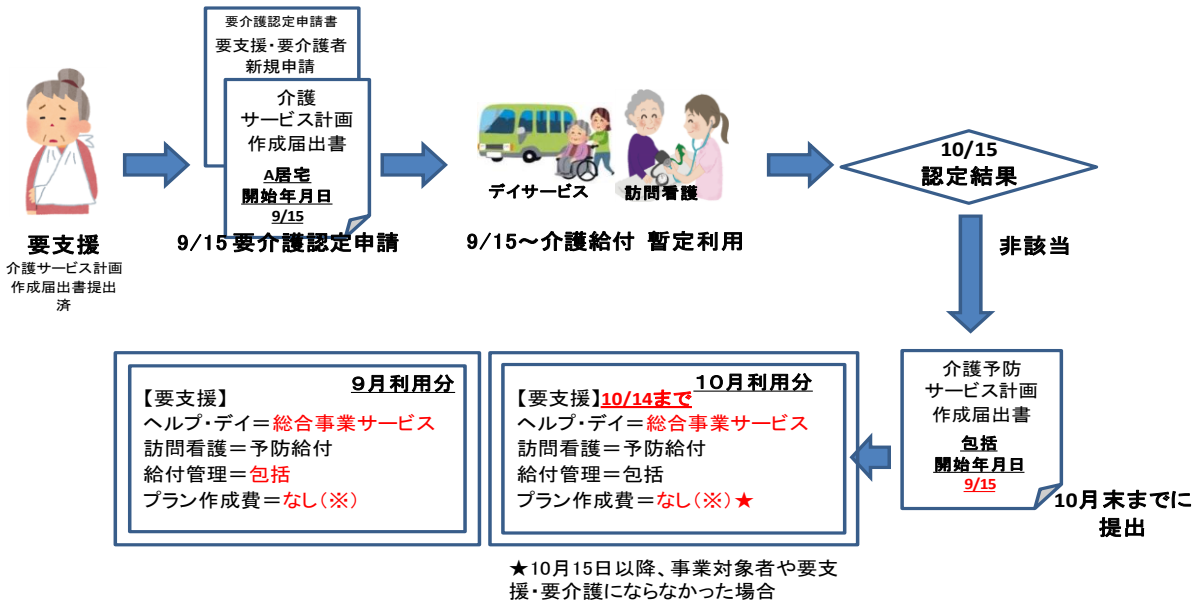 要介護認定申請書
要支援・要介護者
新規申請
介護
サービス計画
作成届出書
A居宅
開始年月日
9/15
要支援
介護サービス計画
作成届出書提出
済
9/15 要介護認定申請
デイサービス
訪問看護
9/15～介護給付 暫定利用
10/15
認定結果
非該当
介護予防
サービス計画
作成届出書
包括
開始年月日
9/15
10月末までに
提出
9月利用分
【要支援】
ヘルプ・デイ＝総合事業サービス
訪問看護＝予防給付
給付管理＝包括
プラン作成費＝なし（※）
10月利用分
【要支援】10/14まで
ヘルプ・デイ＝総合事業サービス
訪問看護＝予防給付
給付管理＝包括
プラン作成費＝なし（※）★
★10月15日以降、事業対象者や要支
援・要介護にならなかった場合